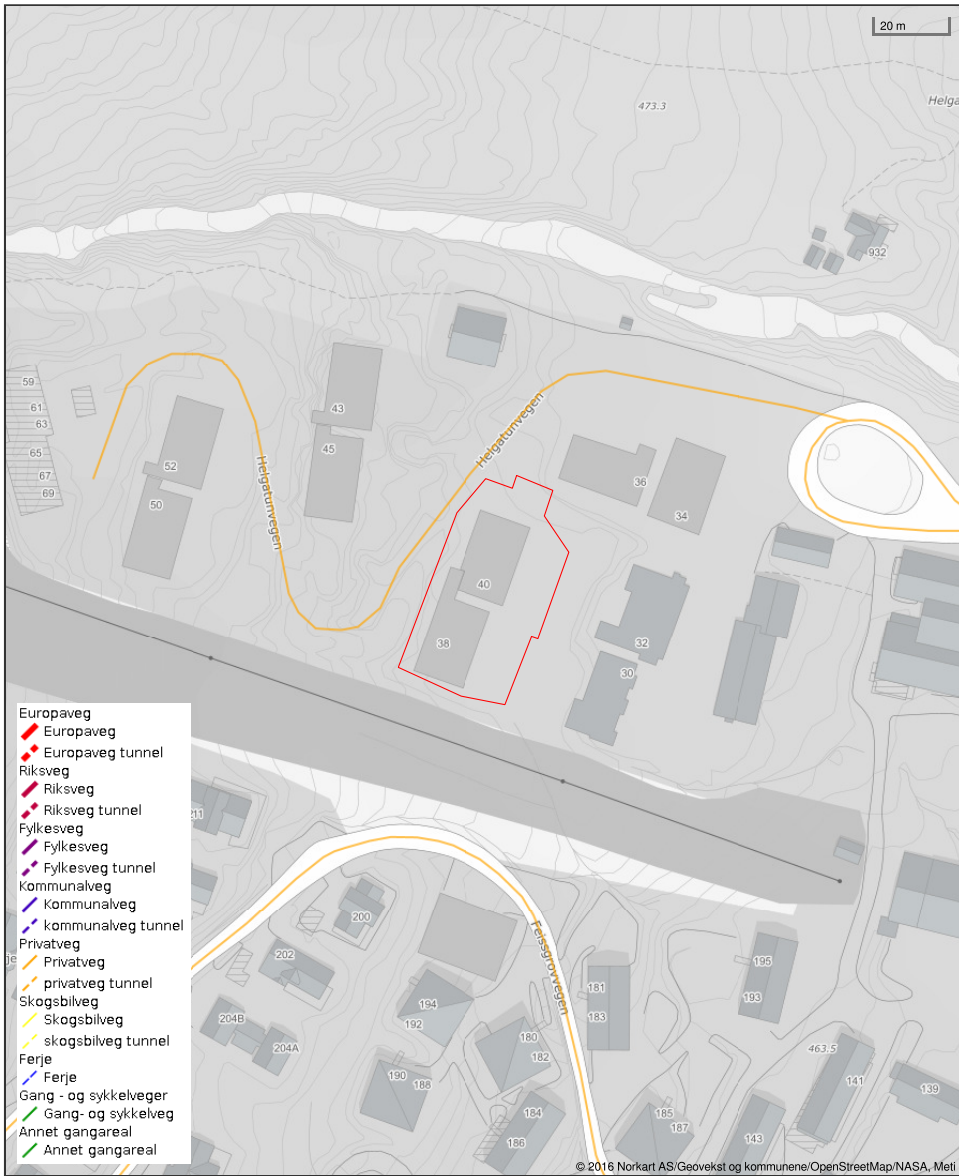 20 m
473.3
Helga
932
59
61
63
65
67
69
52
50
43
45
Helgatunvegen
Helgatunvegen
36
34
40
38
32
30
Europaveg
Europaveg
Europaveg tunnel
Riksveg
Riksveg
Riksveg tunnel
Fylkesveg
Fylkesveg
Fylkesveg tunnel
Kommunalveg
Kommunalveg
kommunalveg tunnel
Privatveg
Privatveg
privatveg tunnel
Skogsbilveg
Skogsbilveg
skogsbilveg tunnel
Ferje
Ferje
Gang - og sykkelveger
Gang- og sykkelveg
Annet gangareal
Annet gangareal
211
200
202
204B
204A
Feissgrovvegen
194
192
190
188
180
182
181
183
184
186
185
187
195
193
463.5
141
139
143
© 2016 Norkart AS/Geovekst og kommunene/OpenStreetMap/NASA, Meti